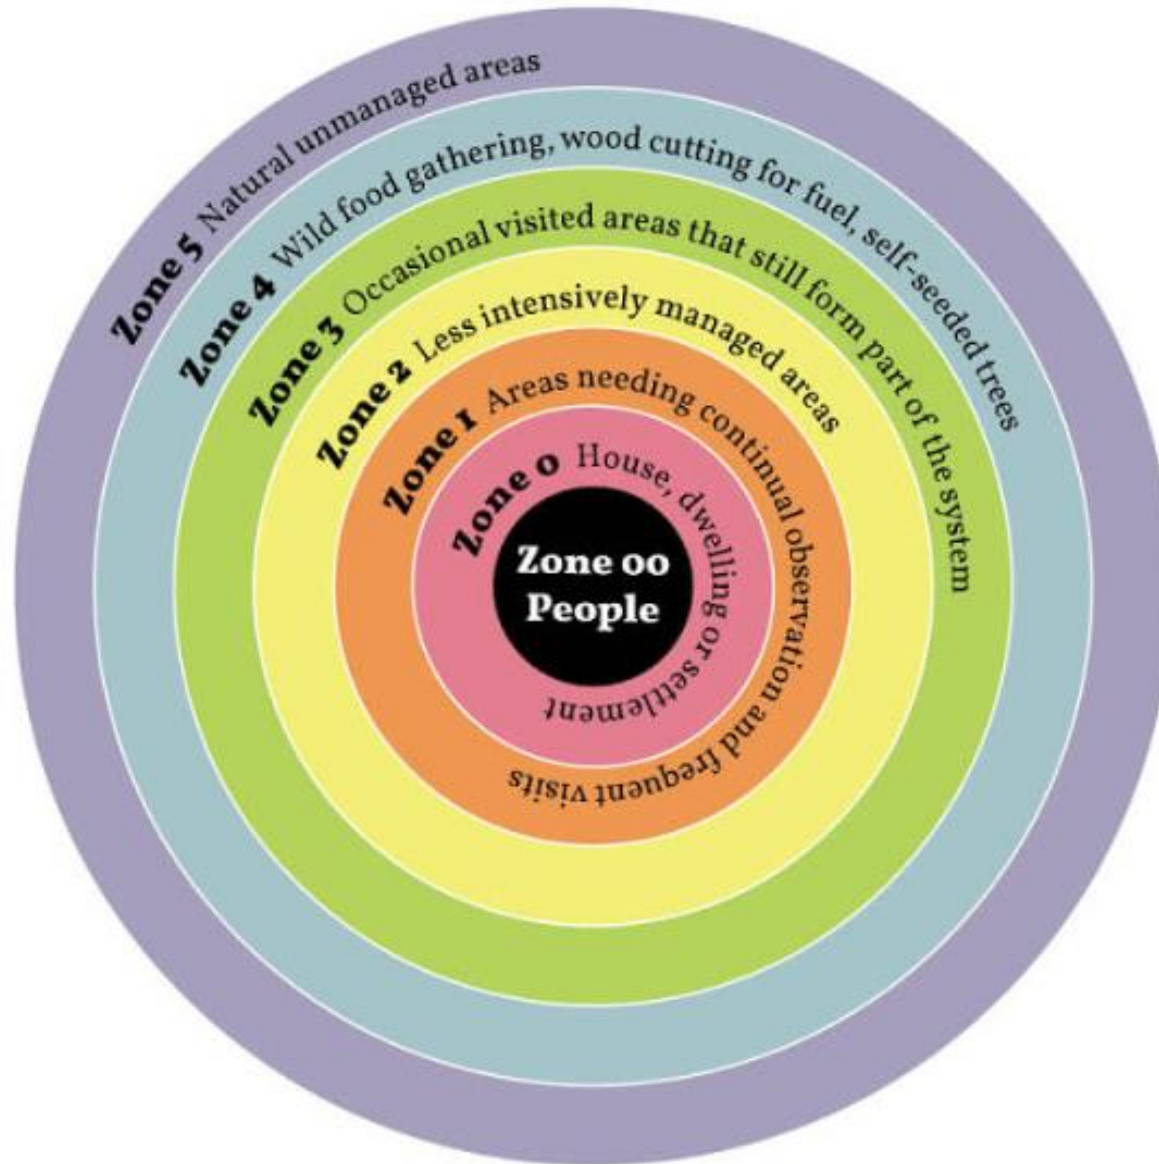 Zone 5 Natural unmanaged areas
Zone 4 Wild food gathering, wood cutting for fuel, self-seeded trees
Zone 3 Occasional visited areas that still form part of the system
Zone 2 Less intensively managed areas
Zone 1 Areas needing continual observation and frequent visits
Zone 0 House, dwelling or settlement
Zone 00
People